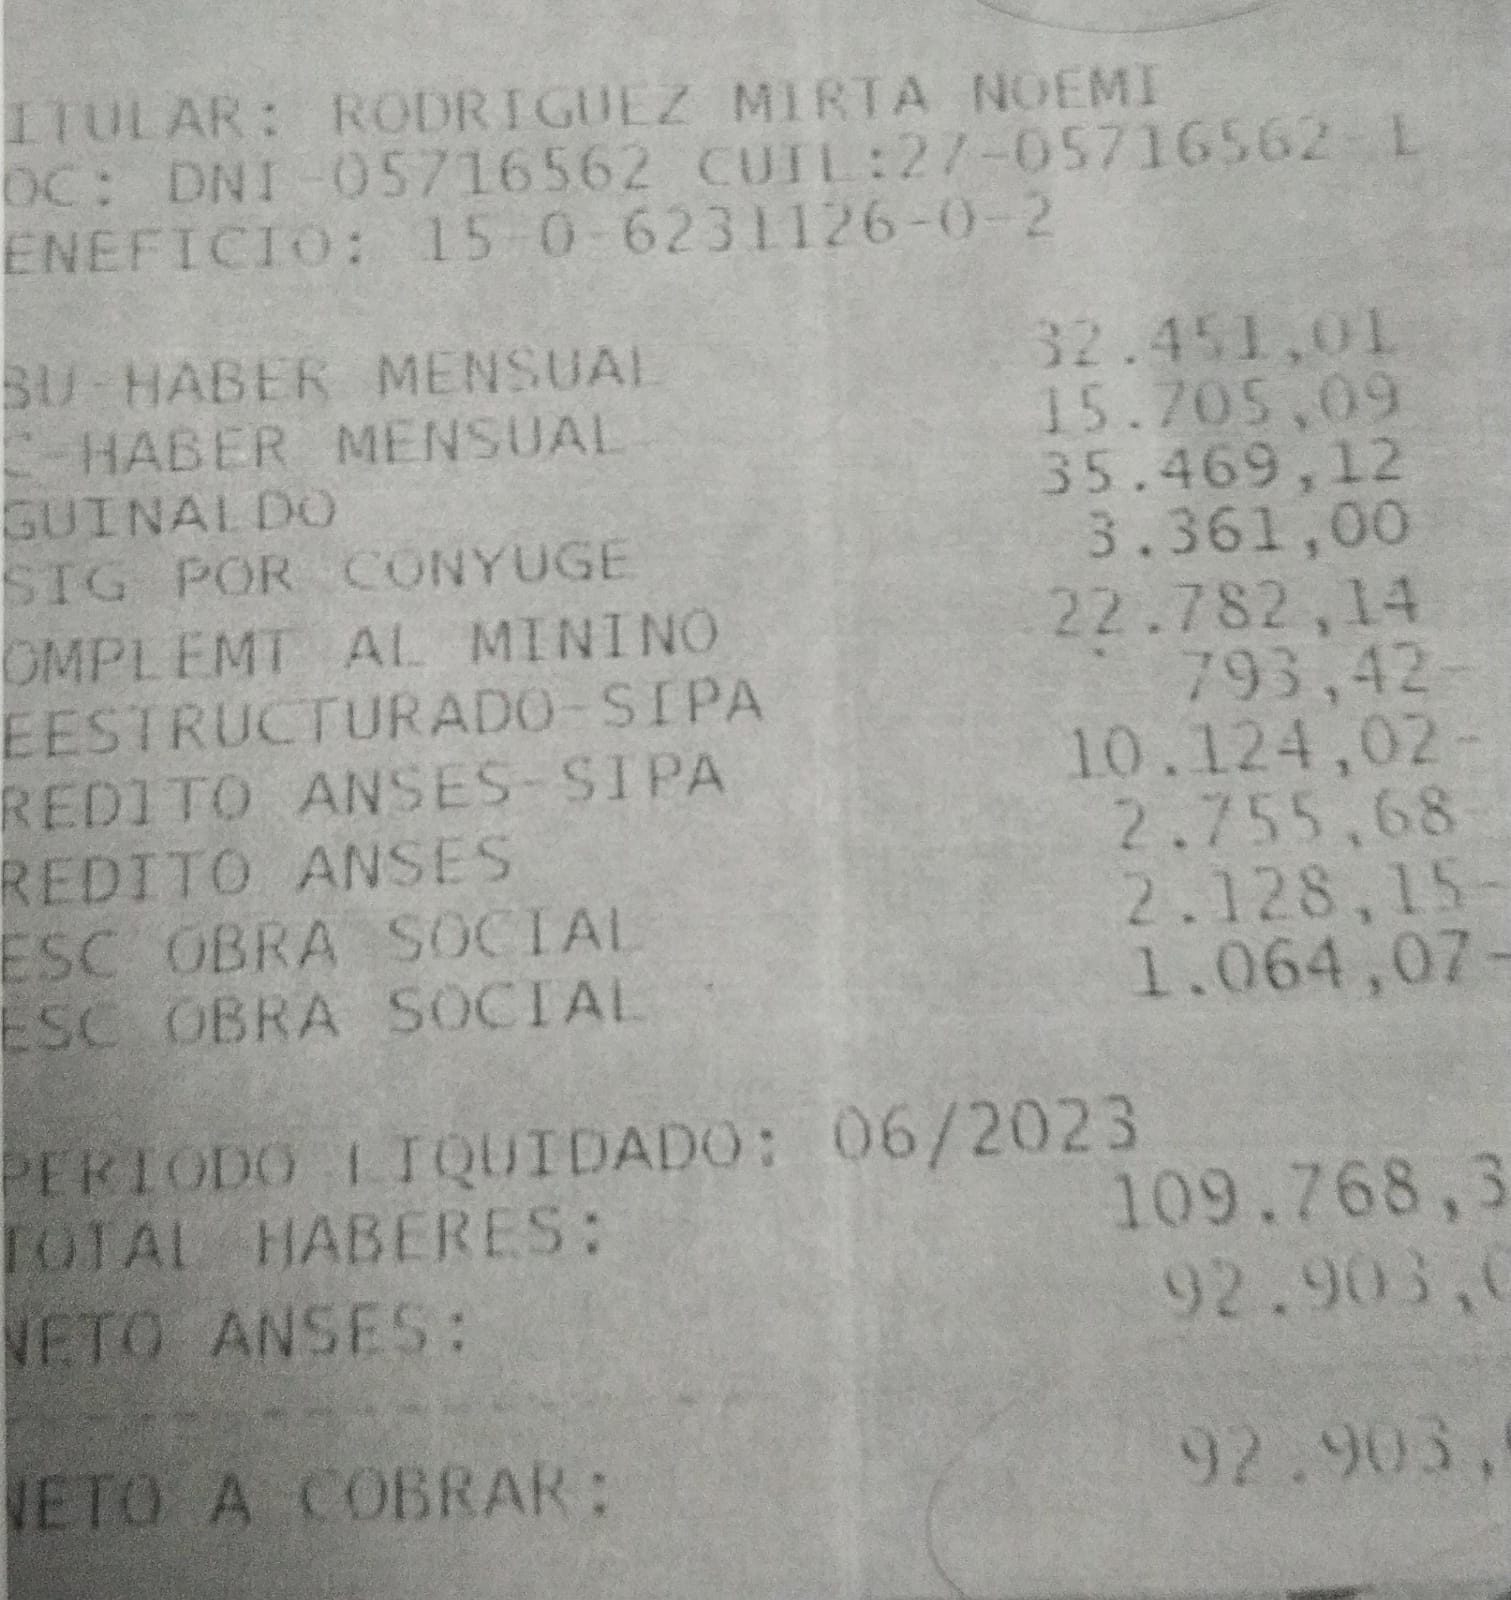 ITULAR: RODRIGUEZ MIRTA NOEMI
OC: DNI-05716562 CUIL:27-05716562-1
ENEFICIO: 15-0-6231126-0-2
BU-HABER MENSUAL 32.451,01
C-HABER MENSUAL 15.705,09
GUINALDO 35.469,12
SIG POR CONYUGE 3.361,00
OMPLEMT AL MININO 22.782,14
EESTRUCTURADO-SIPA 793,42-
REDITO ANSES-SIPA 10.124,02-
REDITO ANSES 2.755,68-
ESC OBRA SOCIAL 2.128,15-
ESC OBRA SOCIAL 1.064,07-
PERIODO LIQUIDADO: 06/2023
TOTAL HABERES: 109.768,3
NETO ANSES: 92.903,0
--------------------
NETO A COBRAR: 92.903,0